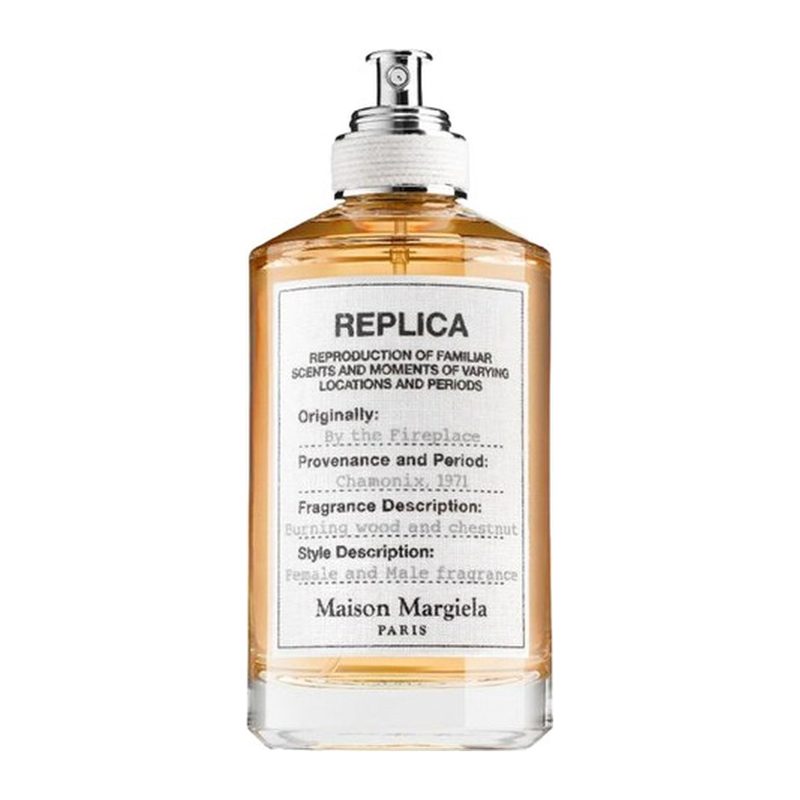 REPLICA
REPRODUCTION OF FAMILIAR
SCENTS AND MOMENTS OF VARYING
LOCATIONS AND PERIODS
Originally:
By the Fireplace
Provenance and Period:
Chamonix, 1971
Fragrance Description:
Burning wood and chestnut
Style Description:
Female and Male fragrance
Maison Margiela
PARIS